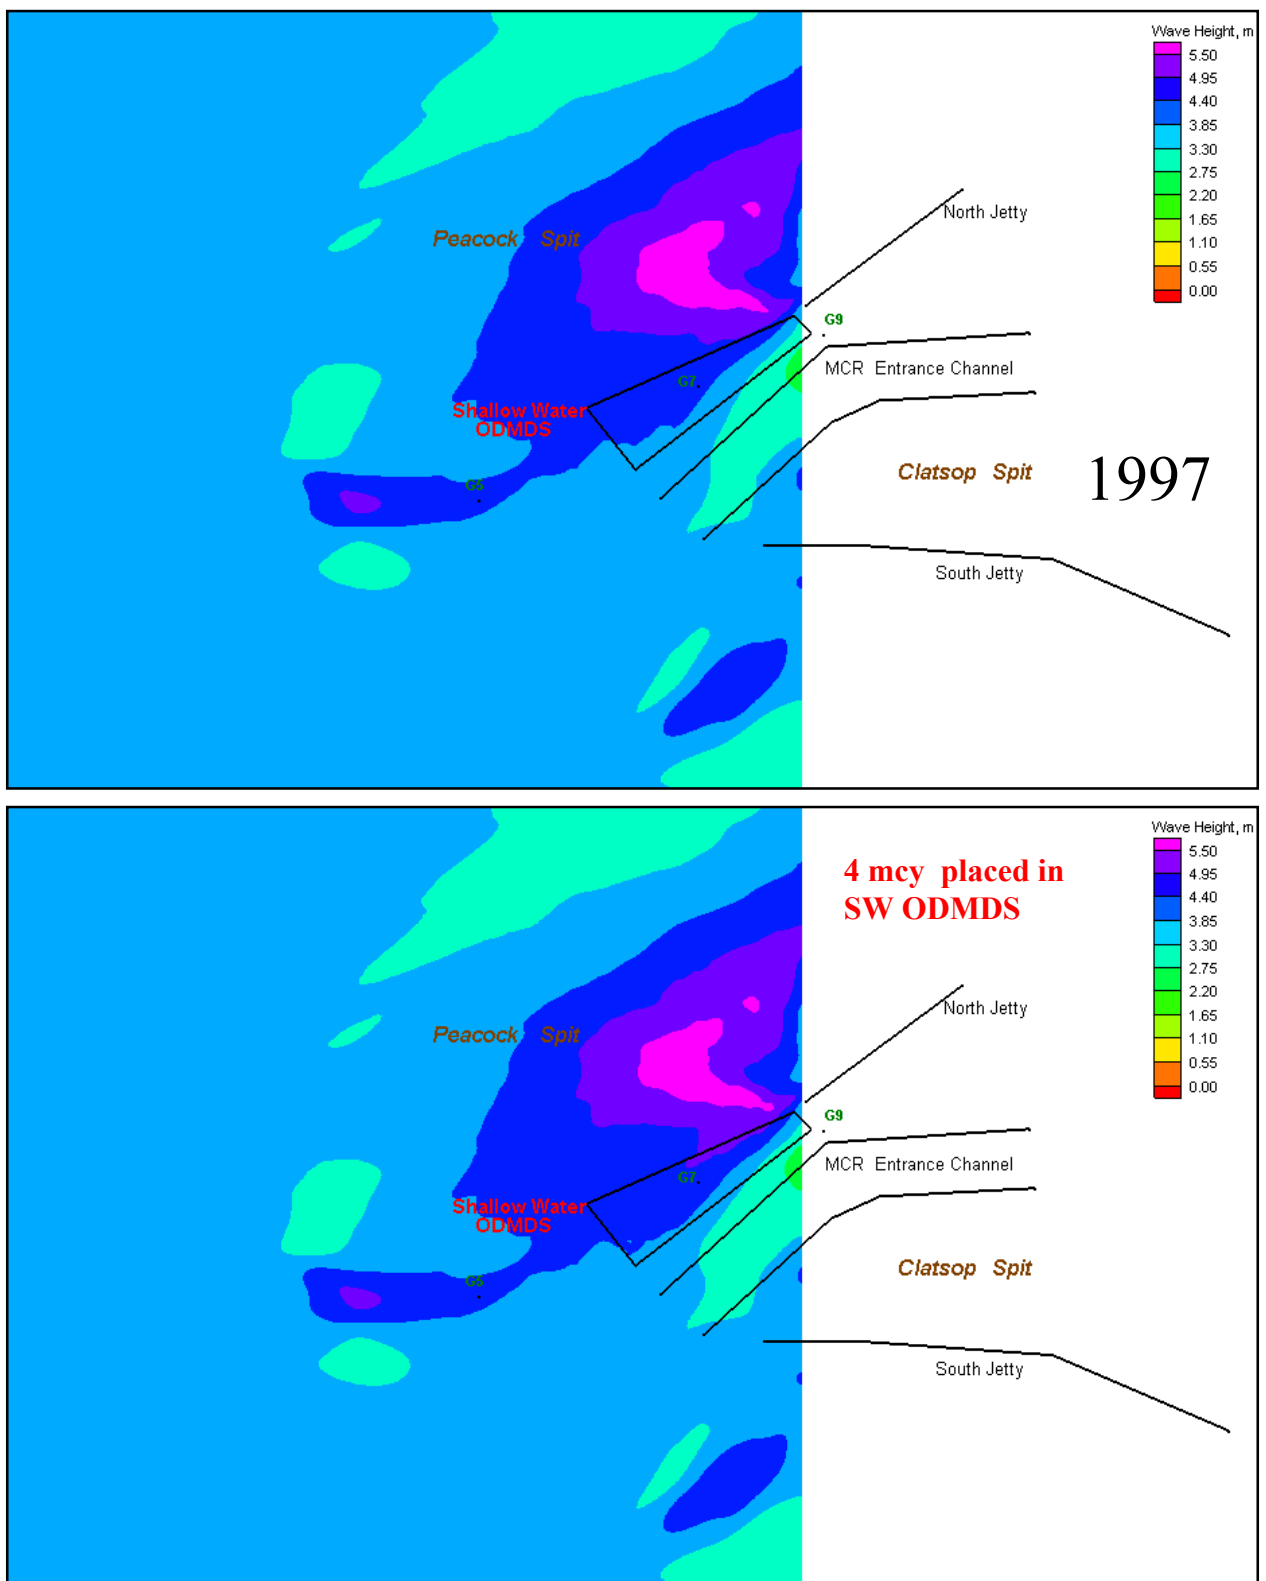 Wave Height, m
5.50
4.95
4.40
3.85
3.30
2.75
2.20
1.65
1.10
0.55
0.00
North Jetty
Peacock Spit
G9
MCR Entrance Channel
G7
Shallow Water
ODMDS
Clatsop Spit
1997
G5
South Jetty
Wave Height, m
5.50
4.95
4.40
3.85
3.30
2.75
2.20
1.65
1.10
0.55
0.00
4 mcy placed in
SW ODMDS
North Jetty
Peacock Spit
G9
MCR Entrance Channel
G7
Shallow Water
ODMDS
Clatsop Spit
G5
South Jetty